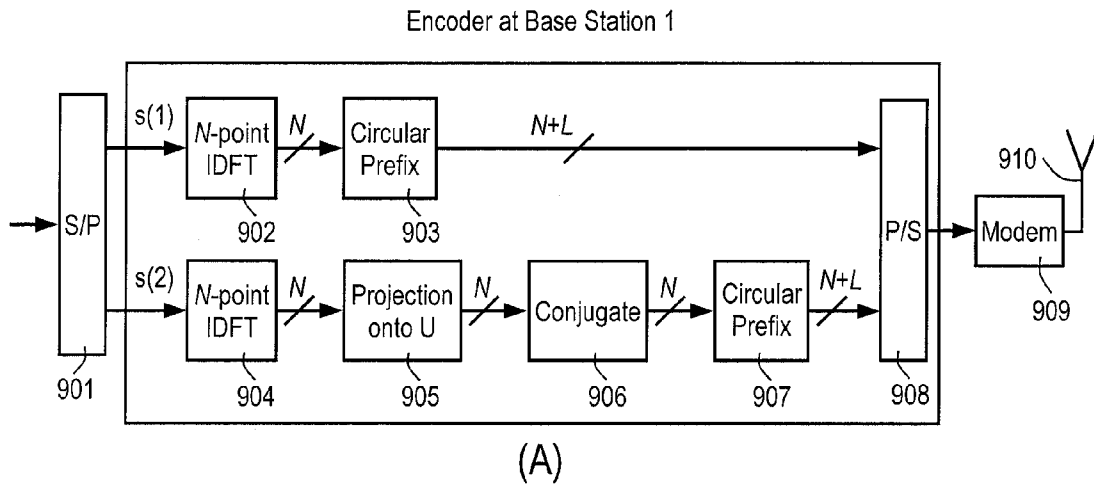 Encoder at Base Station 1
S/P
901
s(1)
N-point
IDFT
902
N
Circular
Prefix
903
N+L
s(2)
N-point
IDFT
904
N
Projection
onto U
905
N
Conjugate
906
N
Circular
Prefix
907
N+L
P/S
908
Modem
909
910
(A)